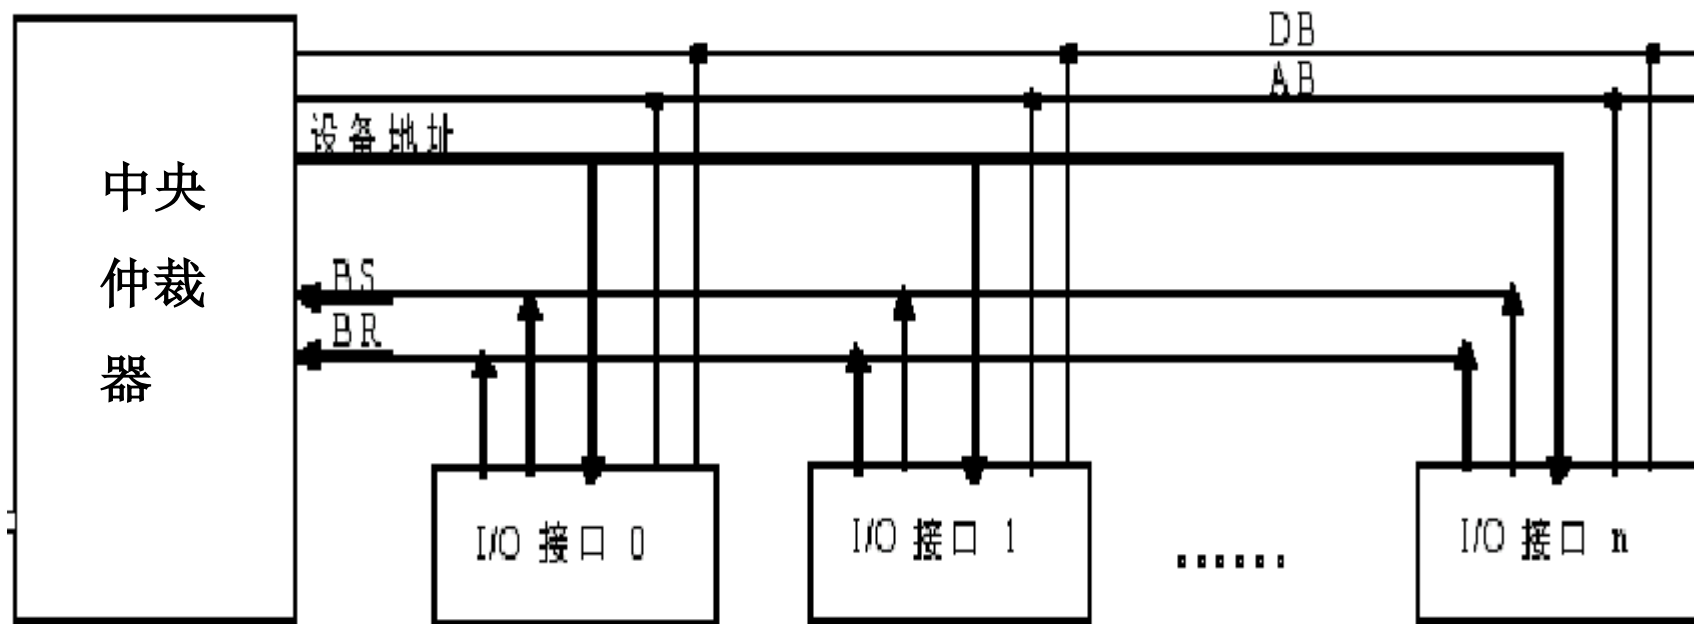 DB
AB
设备地址
中央
仲裁
器
BS
BR
I/O 接口 0
I/O 接口 1
......
I/O 接口 n